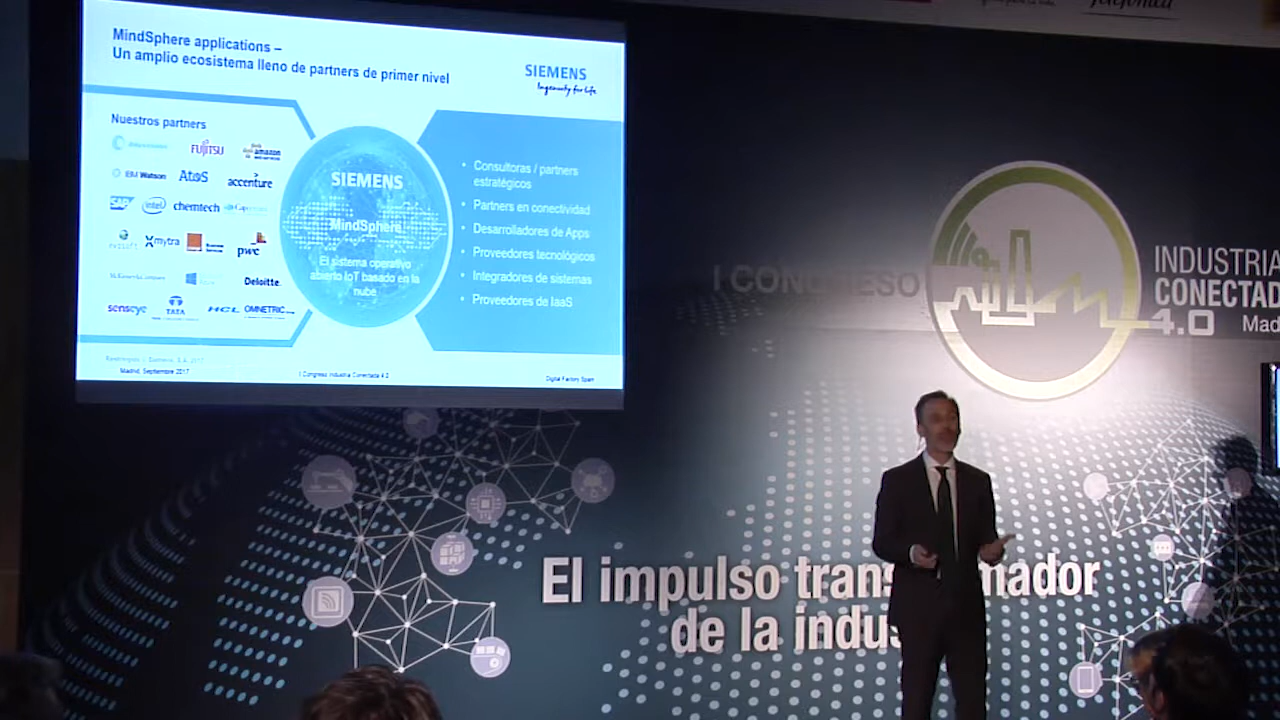 MindSphere applications –
Un amplio ecosistema lleno de partners de primer nivel
SIEMENS
Ingenuity for life
Nuestros partners
FUJITSU
amazon
IBM Watson
Atos
accenture
SAP
intel
chemtech
Capgemini
mytra
pwc
Deloitte.
senseye
TATA
HCL
OMNETRIC
SIEMENS
MindSphere
El sistema operativo
abierto IoT basado en la
nube
• Consultoras / partners
estratégicos
• Partners en conectividad
• Desarrolladores de Apps
• Proveedores tecnológicos
• Integradores de sistemas
• Proveedores de IaaS
Madrid, Septiembre 2017
I Congreso Industria Conectada 4.0
Digital Factory Spain
Telefónica
I CONGRESO
INDUSTRIA
CONECTAD
4.0 Mad
El impulso trans mador
de la indus